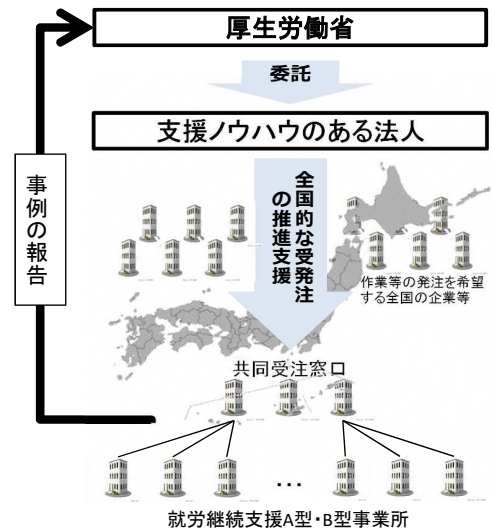 厚生労働省
委託
支援ノウハウのある法人
事例の報告
全国的な受発注
の推進支援
作業等の発注を希望
する全国の企業等
共同受注窓口
…
就労継続支援A型・B型事業所